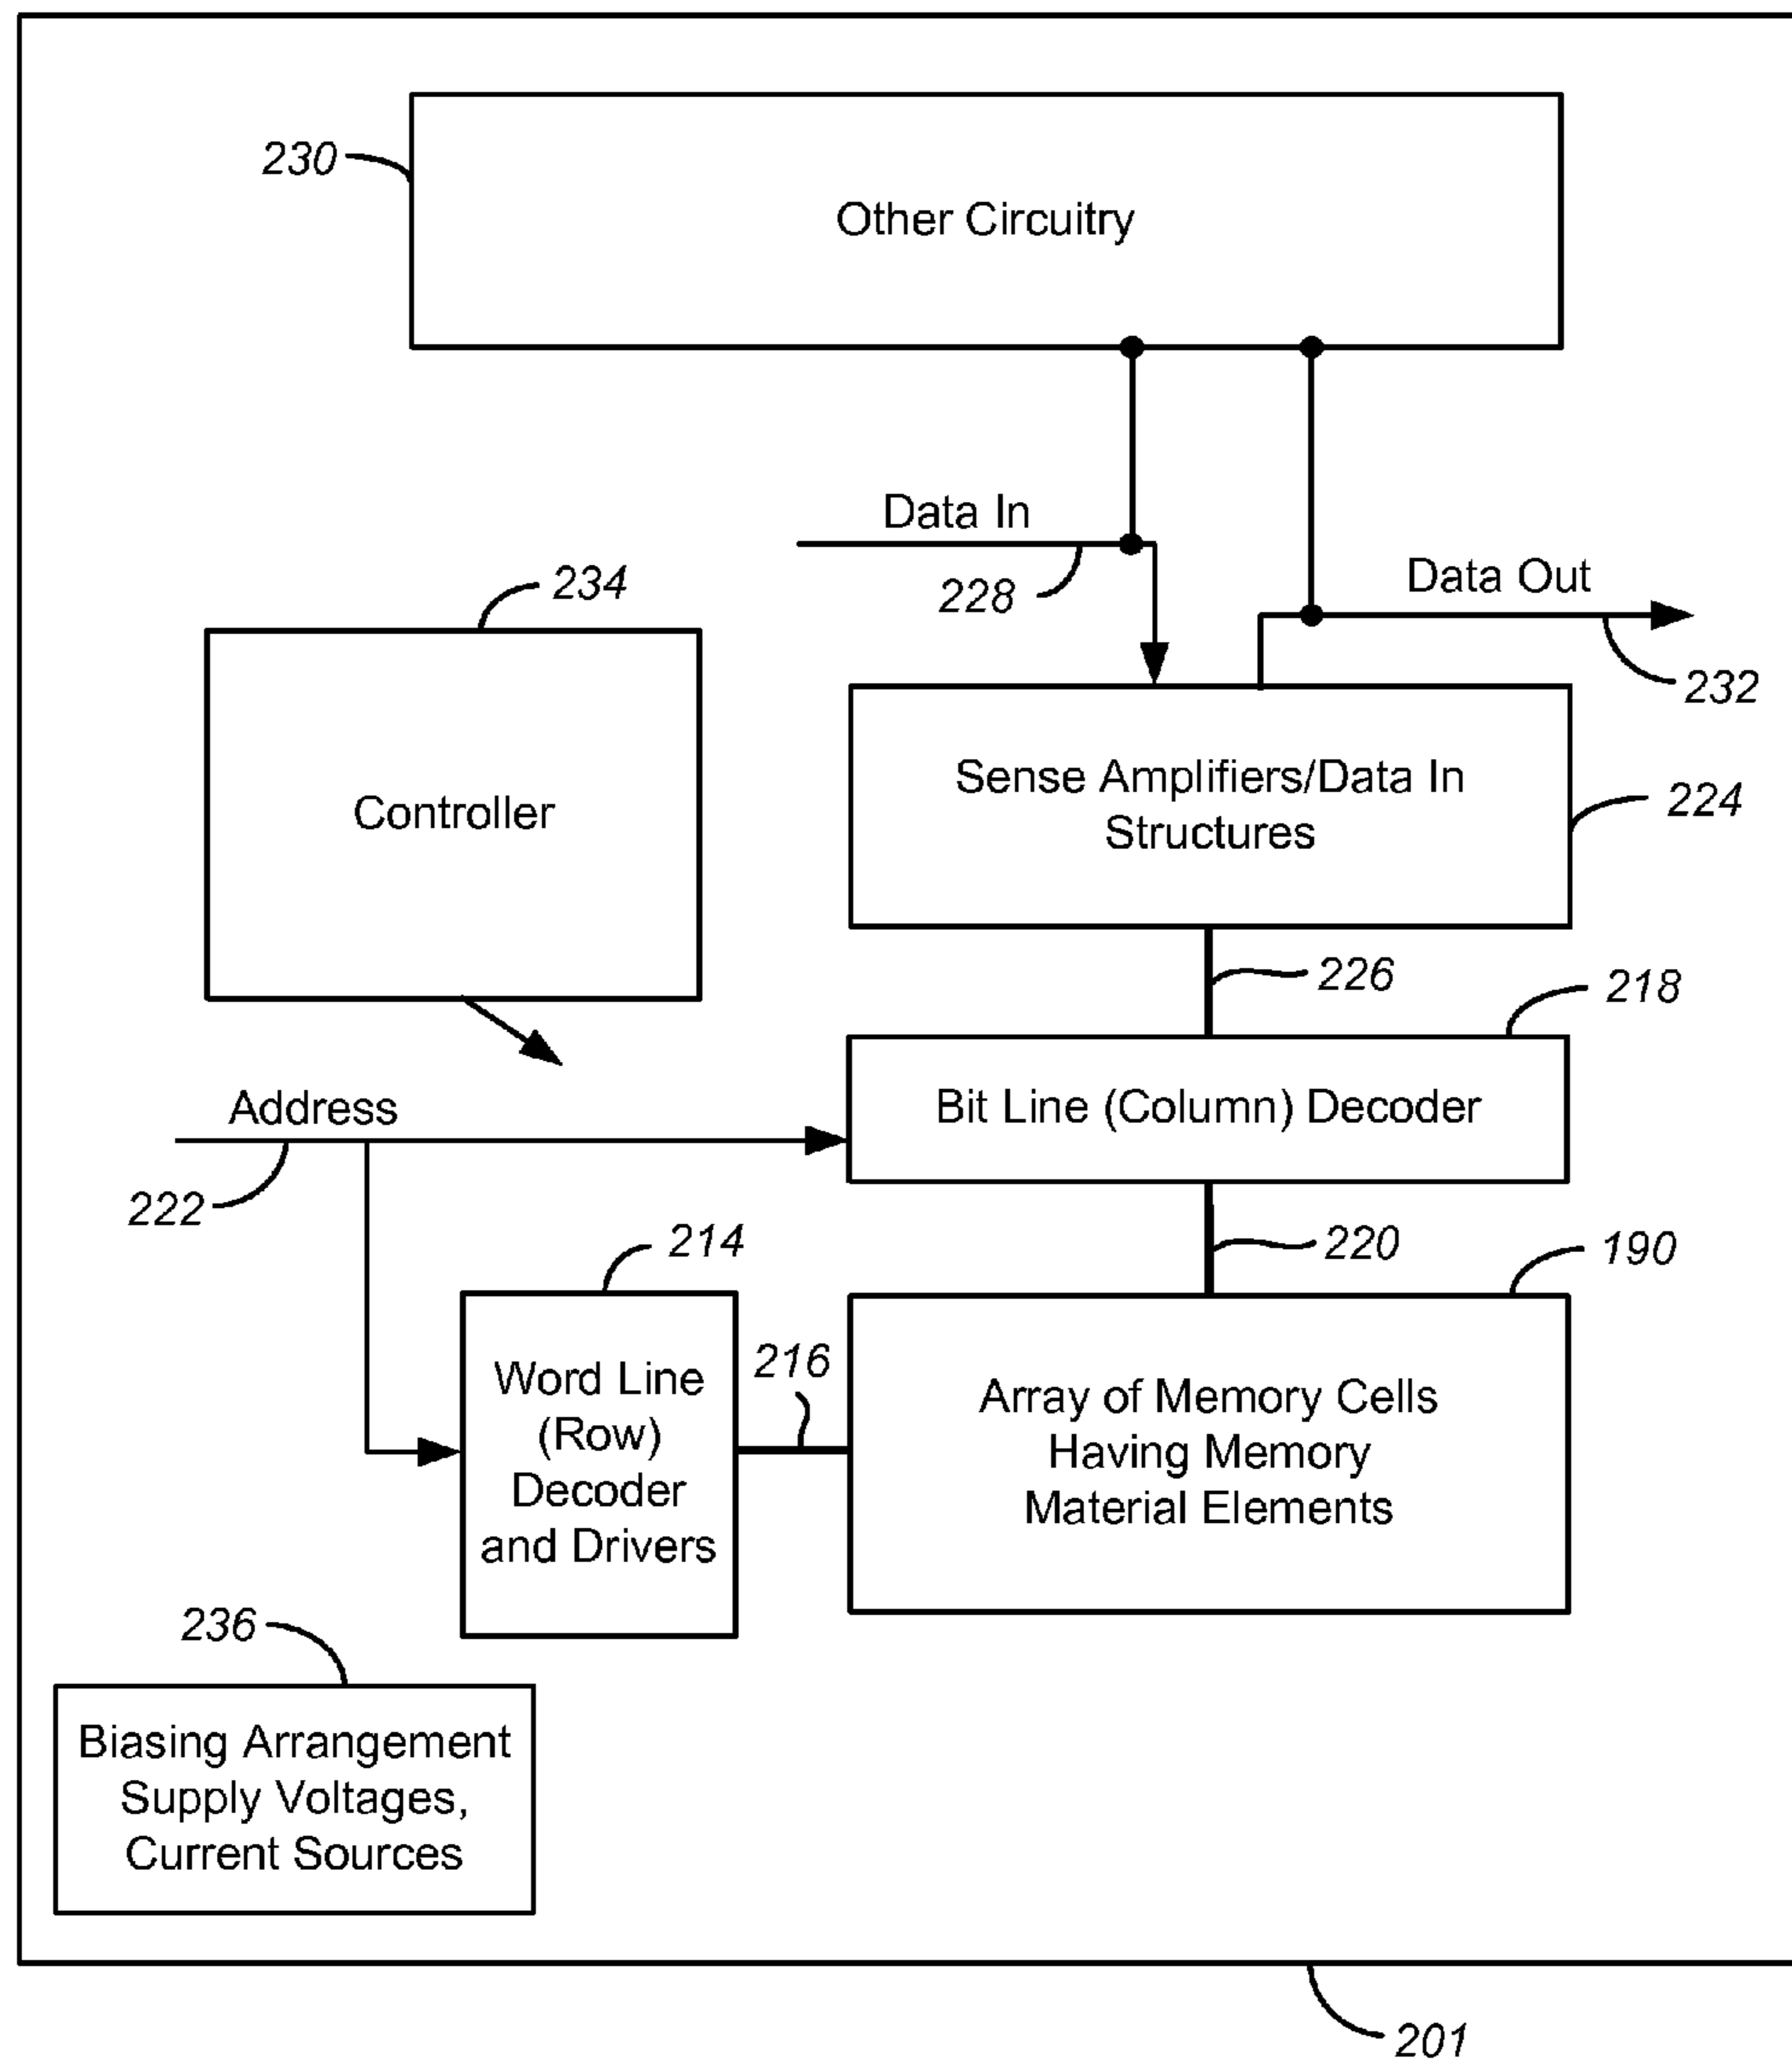 230
Other Circuitry
Data In
228
234
Data Out
232
Controller
Sense Amplifiers/Data In
Structures
224
226
218
Address
Bit Line (Column) Decoder
222
214
220
190
216
Word Line
(Row)
Decoder
and Drivers
Array of Memory Cells
Having Memory
Material Elements
236
Biasing Arrangement
Supply Voltages,
Current Sources
201